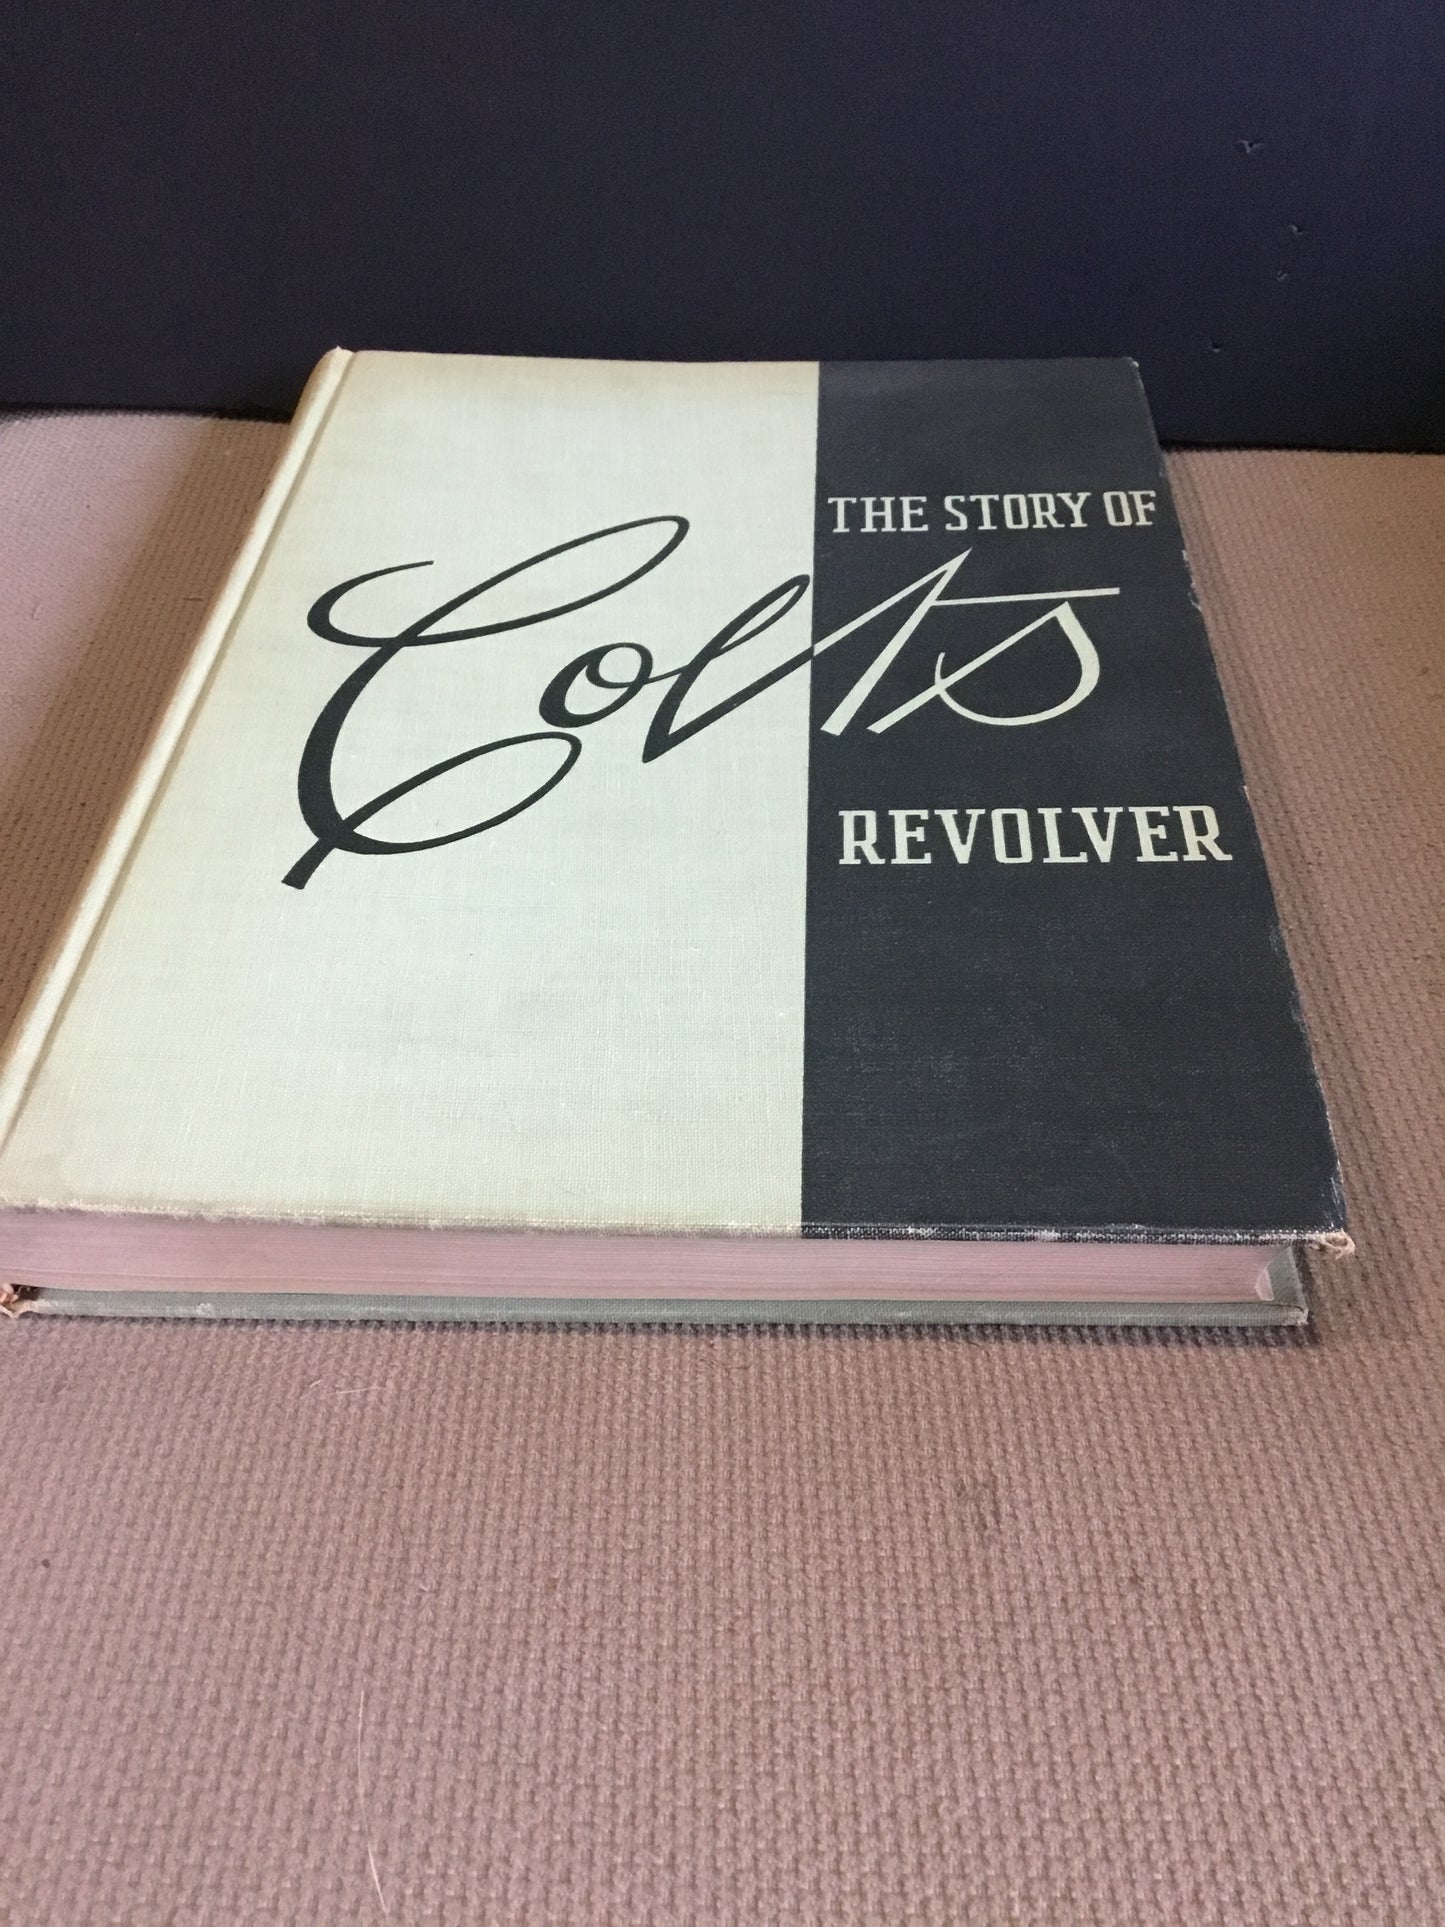 THE STORY OF
Colts
REVOLVER